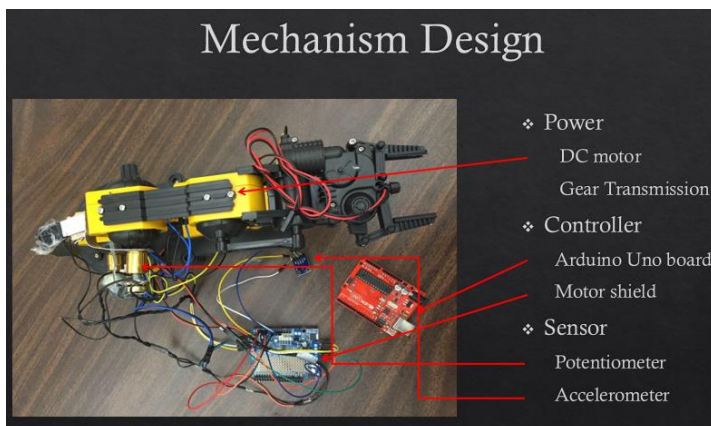 Mechanism Design
❖ Power
DC motor
Gear Transmission
❖ Controller
Arduino Uno board
Motor shield
❖ Sensor
Potentiometer
Accelerometer